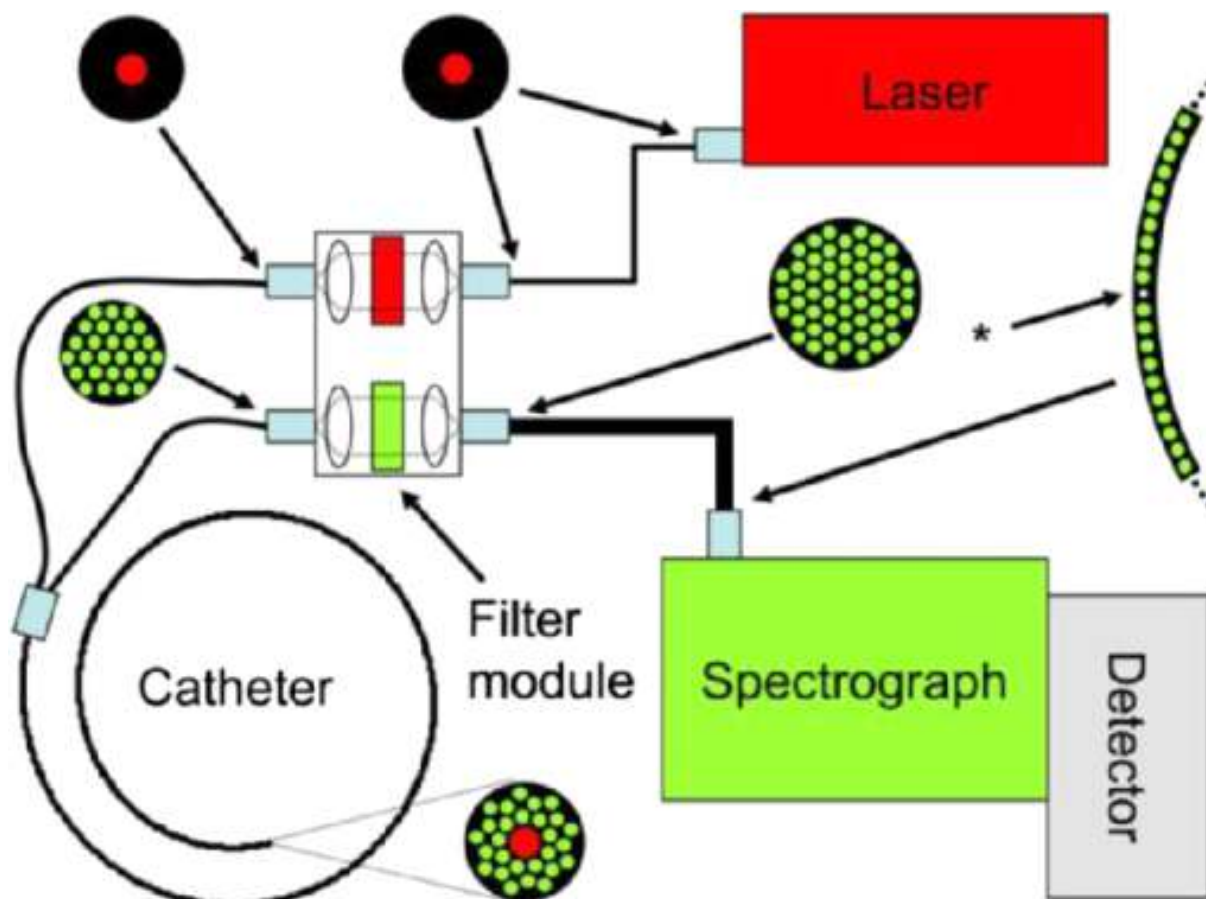 Laser
*
Filter
module
Catheter
Spectrograph
Detector